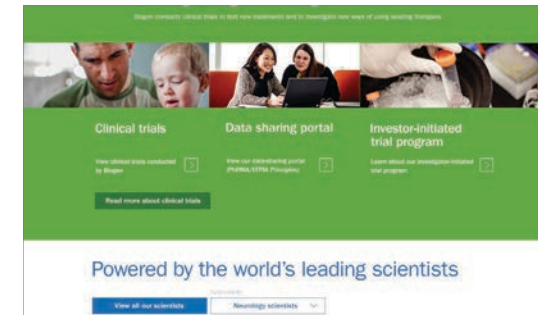 Biogen conducts clinical trials to test new treatments and to investigate new ways of using existing therapies
Clinical trials
Data sharing portal
Investor-initiated
trial program
View clinical trials conducted
by Biogen
View our data-sharing portal
(PhRMA/EFPIA Principles)
Learn about our investigator-initiated
trial program
Read more about clinical trials
Powered by the world's leading scientists
View all our scientists
Neurology scientists